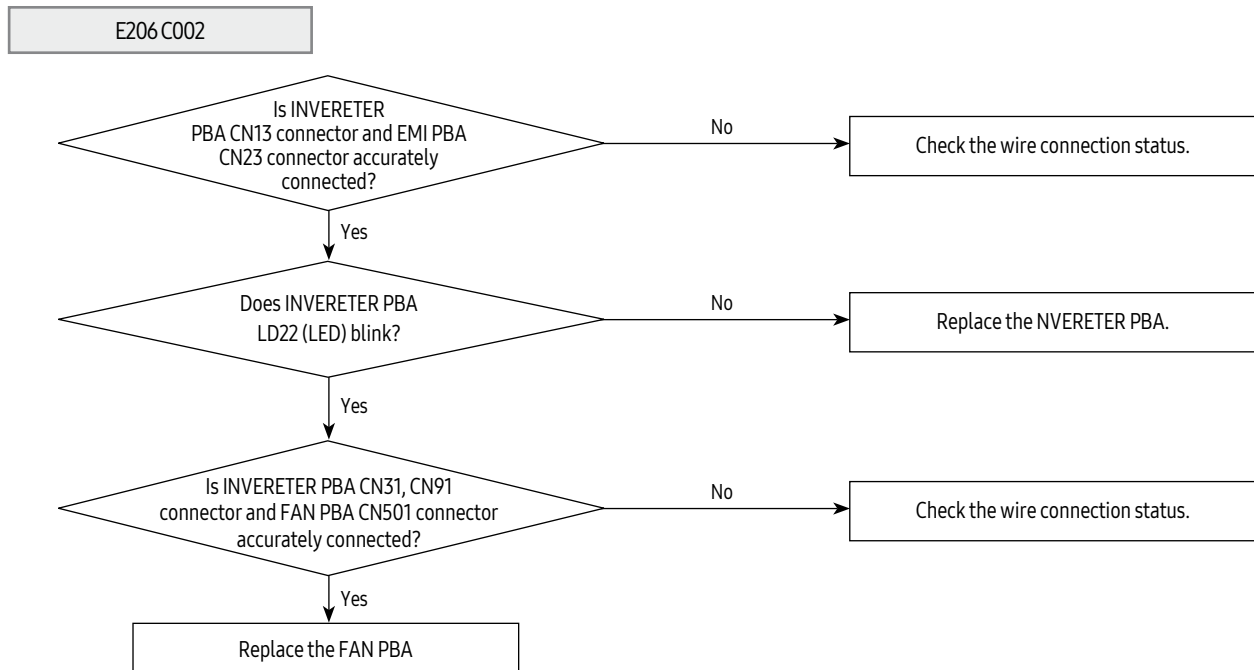 E206 C002
Is INVERETER
PBA CN13 connector and EMI PBA
CN23 connector accurately
connected?
No
Check the wire connection status.
Yes
Does INVERETER PBA
LD22 (LED) blink?
No
Replace the NVERETER PBA.
Yes
Is INVERETER PBA CN31, CN91
connector and FAN PBA CN501 connector
accurately connected?
No
Check the wire connection status.
Yes
Replace the FAN PBA